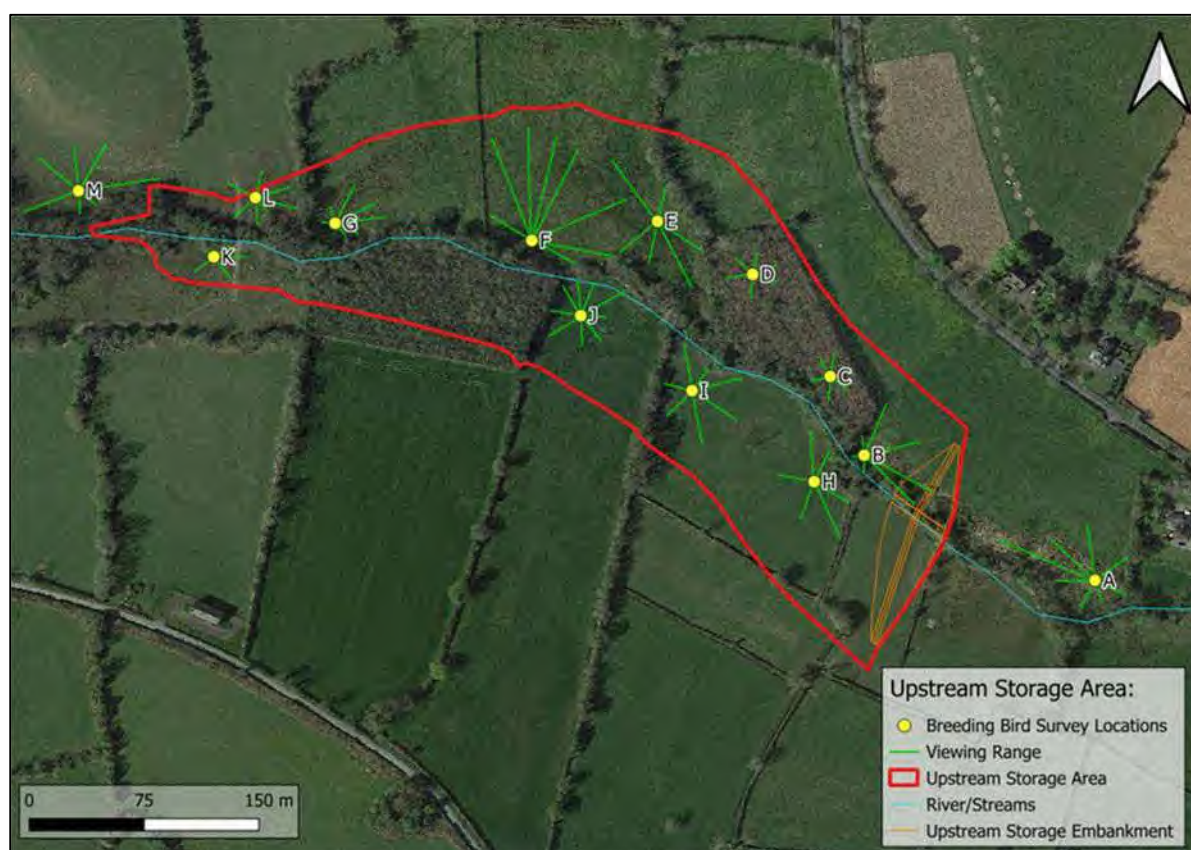 M
L
G
K
F
E
D
J
C
I
B
H
A
Upstream Storage Area:
Breeding Bird Survey Locations
Viewing Range
Upstream Storage Area
River/Streams
Upstream Storage Embankment
0 75 150 m